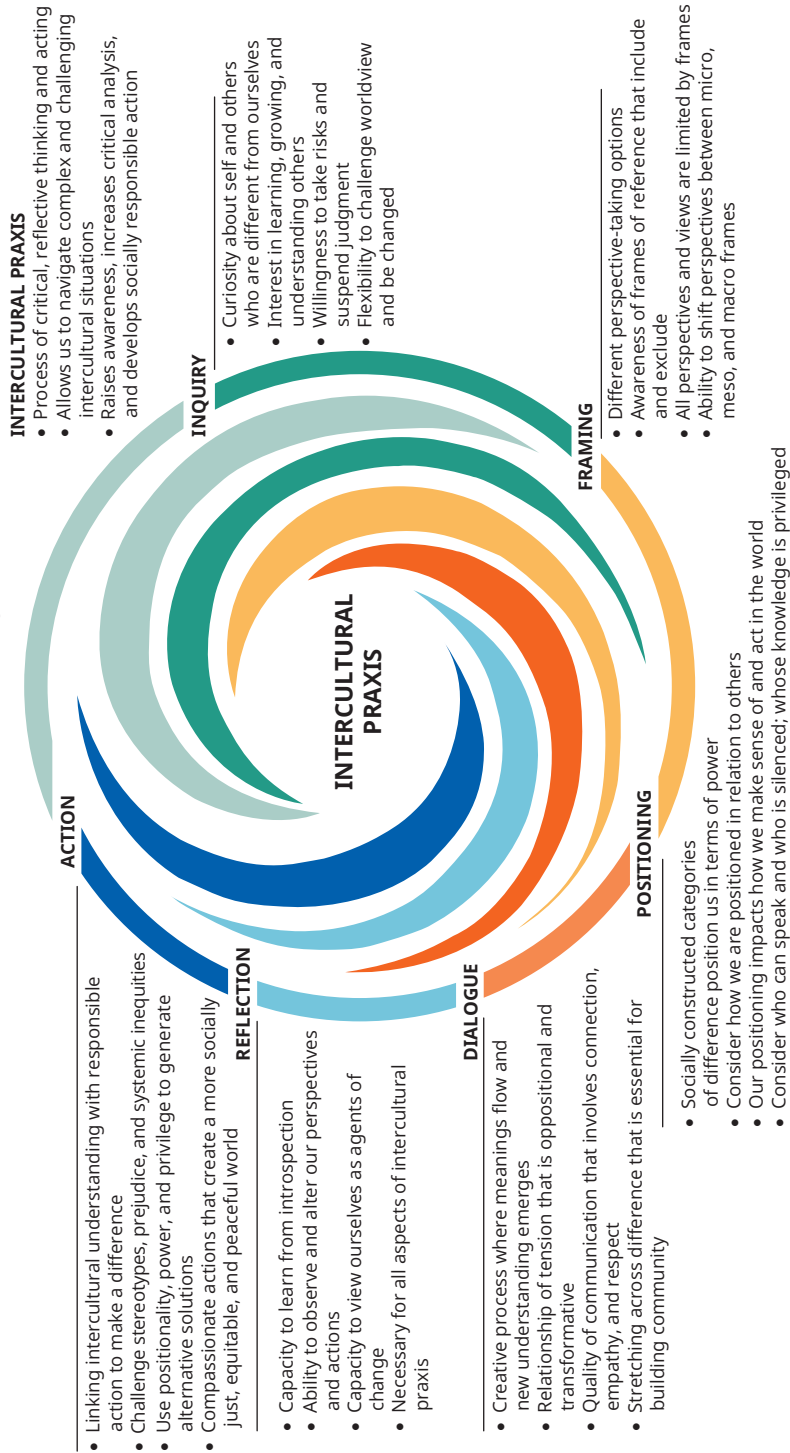 INTERCULTURAL PRAXIS
• Process of critical, reflective thinking and acting
• Allows us to navigate complex and challenging
intercultural situations
• Raises awareness, increases critical analysis,
and develops socially responsible action
INQUIRY
• Curiosity about self and others
who are different from ourselves
• Interest in learning, growing, and
understanding others
• Willingness to take risks and
suspend judgment
• Flexibility to challenge worldview
and be changed
FRAMING
• Different perspective-taking options
• Awareness of frames of reference that include
and exclude
• All perspectives and views are limited by frames
• Ability to shift perspectives between micro,
meso, and macro frames
POSITIONING
• Socially constructed categories
of difference position us in terms of power
• Consider how we are positioned in relation to others
• Our positioning impacts how we make sense of and act in the world
• Consider who can speak and who is silenced; whose knowledge is privileged
DIALOGUE
• Creative process where meanings flow and
new understanding emerges
• Relationship of tension that is oppositional and
transformative
• Quality of communication that involves connection,
empathy, and respect
• Stretching across difference that is essential for
building community
REFLECTION
• Capacity to learn from introspection
• Ability to observe and alter our perspectives
and actions
• Capacity to view ourselves as agents of
change
• Necessary for all aspects of intercultural
praxis
ACTION
• Linking intercultural understanding with responsible
action to make a difference
• Challenge stereotypes, prejudice, and systemic inequities
• Use positionality, power, and privilege to generate
alternative solutions
• Compassionate actions that create a more socially
just, equitable, and peaceful world
INTERCULTURAL
PRAXIS